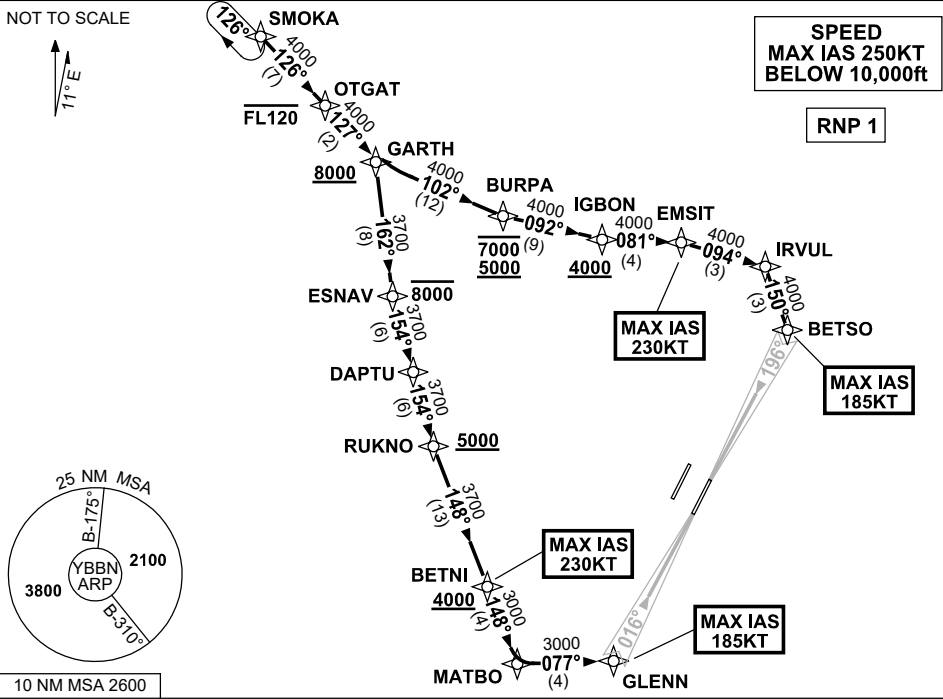 NOT TO SCALE
11° E
SPEED
MAX IAS 250KT
BELOW 10,000ft
RNP 1
126°
SMOKA
4000
126°
(7)
OTGAT
FL120
4000
127°
(2)
GARTH
8000
4000
102°
(12)
BURPA
7000
5000
4000
092°
(9)
IGBON
4000
4000
081°
(4)
EMSIT
MAX IAS
230KT
4000
094°
(3)
IRVUL
4000
150°
(3)
BETSO
MAX IAS
185KT
196°
3700
162°
(8)
ESNAV
8000
3700
154°
(6)
DAPTU
3700
154°
(6)
RUKNO
5000
3700
148°
(13)
BETNI
4000
MAX IAS
230KT
3000
148°
(4)
MATBO
3000
077°
(4)
GLENN
MAX IAS
185KT
016°
25 NM MSA
B-175°
YBBN
ARP
2100
3800
B-310°
10 NM MSA 2600